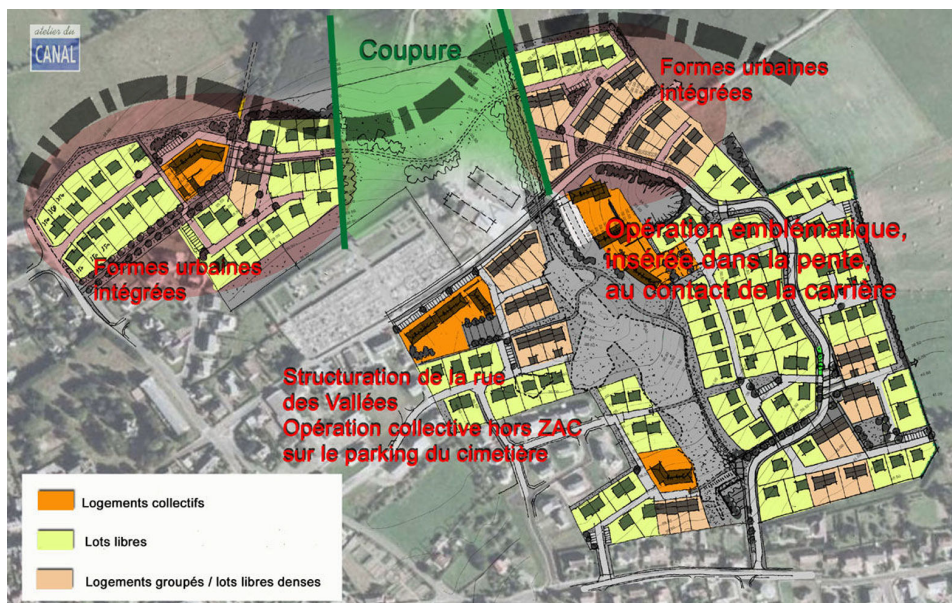 atelier du
CANAL
Coupure
Formes urbaines
intégrées
Opération emblématique,
insérée dans la pente,
au contact de la carrière
Formes urbaines
intégrées
Structuration de la rue
des Vallées
Opération collective hors ZAC
sur le parking du cimetière
Logements collectifs
Lots libres
Logements groupés / lots libres denses